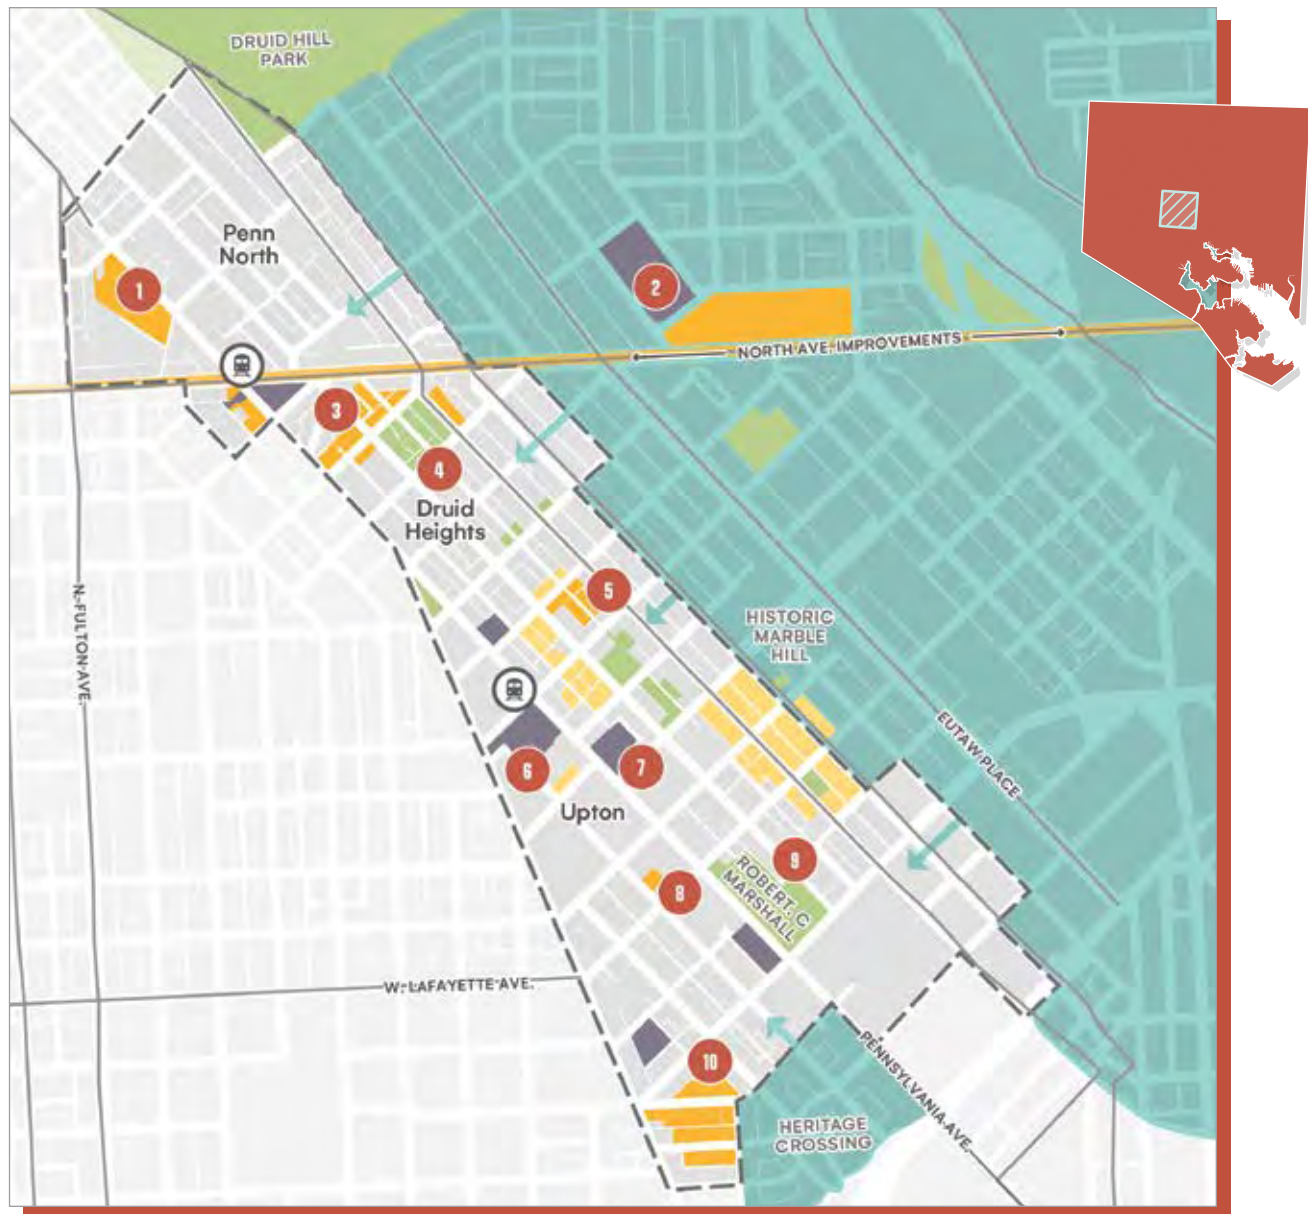 DRUID HILL
PARK
Penn
North
1
2
NORTH AVE. IMPROVEMENTS
3
4
Druid
Heights
5
N. FULTON AVE.
HISTORIC
MARBLE
HILL
EUTAW PLACE
6
7
Upton
8
9
ROBERT. C
MARSHALL
W. LAFAYETTE AVE.
10
PENNSYLVANIA AVE.
HERITAGE
CROSSING